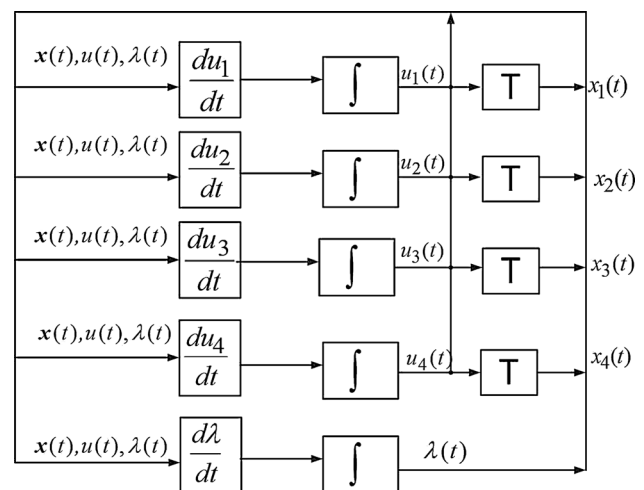 x(t),u(t),λ(t) du₁/dt ∫ u₁(t) T x₁(t)
x(t),u(t),λ(t) du₂/dt ∫ u₂(t) T x₂(t)
x(t),u(t),λ(t) du₃/dt ∫ u₃(t) T x₃(t)
x(t),u(t),λ(t) du₄/dt ∫ u₄(t) T x₄(t)
x(t),u(t),λ(t) dλ/dt ∫ λ(t)